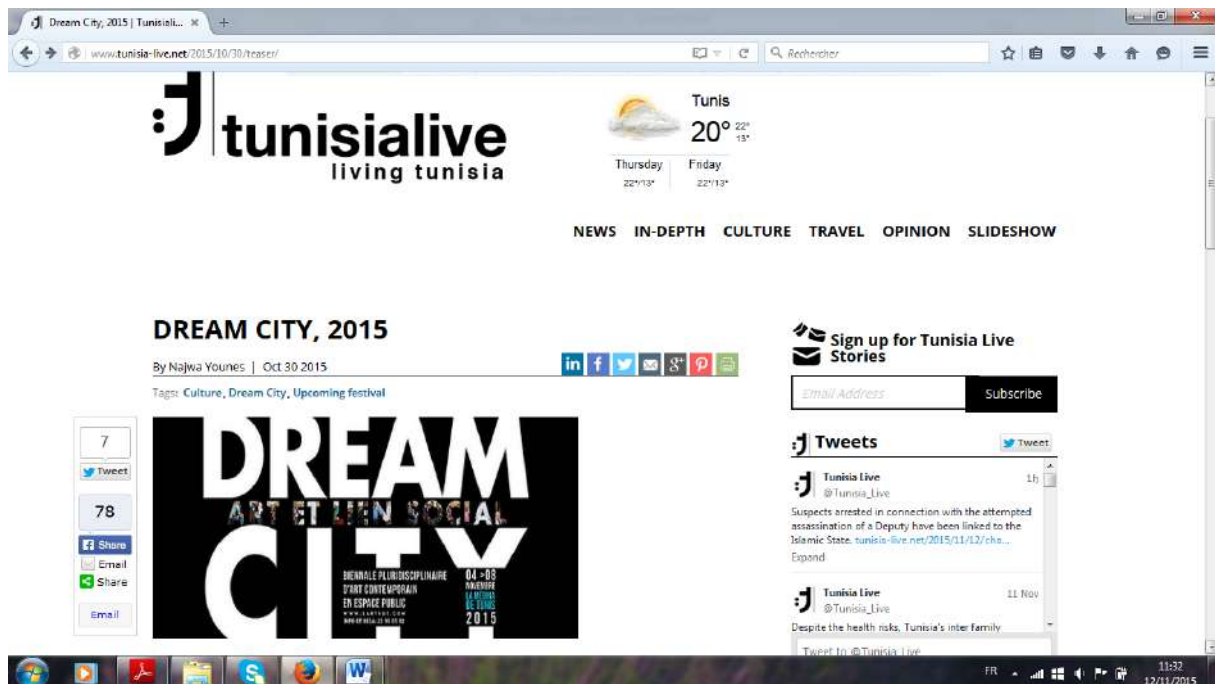 Dream City, 2015 | Tunisiali...
www.tunisia-live.net/2015/10/30/teaser/
Rechercher
tunisialive
living tunisia
Tunis
20° 22°
13°
Thursday Friday
22°/13° 22°/13°
NEWS IN-DEPTH CULTURE TRAVEL OPINION SLIDESHOW
DREAM CITY, 2015
By Najwa Younes | Oct 30 2015
Tags: Culture, Dream City, Upcoming festival
7
Tweet
78
Share
Email
Share
Email
DREAM
ART ET LIEN SOCIAL
CITY
BIENNALE PLURIDISCIPLINAIRE
D'ART CONTEMPORAIN
EN ESPACE PUBLIC
04 > 08
NOVEMBRE
LA MÉDINA
DE TUNIS
2015
Sign up for Tunisia Live
Stories
Email Address Subscribe
Tweets Tweet
Tunisia Live 1h
@Tunisia_Live
Suspects arrested in connection with the attempted
assassination of a Deputy have been linked to the
Islamic State. tunisia-live.net/2015/11/12/cha...
Expand
Tunisia Live 11 Nov
@Tunisia_Live
Despite the health risks, Tunisia's inter family
Tweet to @Tunisia_Live
FR 11:32
12/11/2015